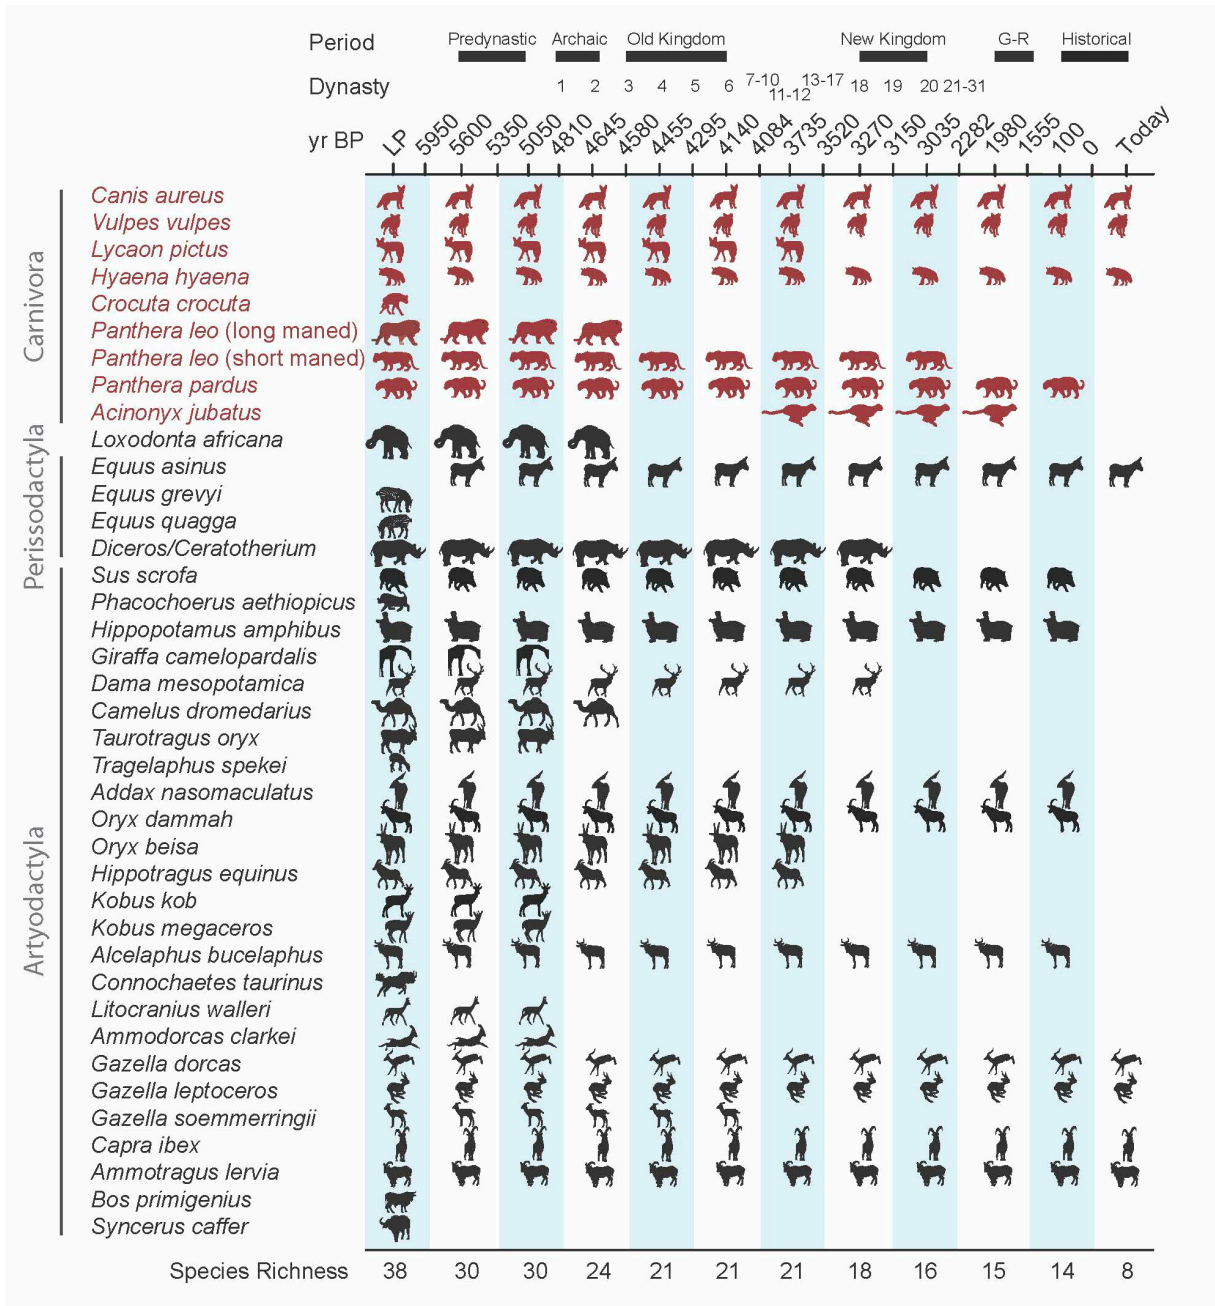 Period Predynastic Archaic Old Kingdom New Kingdom G-R Historical
Dynasty 1 2 3 4 5 6 7-10 11-12 13-17 18 19 20 21-31
yr BP LP 5950 5600 5350 5050 4810 4645 4580 4455 4295 4140 4084 3735 3520 3270 3150 3035 2282 1980 1555 100 0 Today
Carnivora
Canis aureus
Vulpes vulpes
Lycaon pictus
Hyaena hyaena
Crocuta crocuta
Panthera leo (long maned)
Panthera leo (short maned)
Panthera pardus
Acinonyx jubatus
Loxodonta africana
Perissodactyla
Equus asinus
Equus grevyi
Equus quagga
Diceros/Ceratotherium
Artyodactyla
Sus scrofa
Phacochoerus aethiopicus
Hippopotamus amphibus
Giraffa camelopardalis
Dama mesopotamica
Camelus dromedarius
Taurotragus oryx
Tragelaphus spekei
Addax nasomaculatus
Oryx dammah
Oryx beisa
Hippotragus equinus
Kobus kob
Kobus megaceros
Alcelaphus bucelaphus
Connochaetes taurinus
Litocranius walleri
Ammodorcas clarkei
Gazella dorcas
Gazella leptoceros
Gazella soemmerringii
Capra ibex
Ammotragus lervia
Bos primigenius
Syncerus caffer
Species Richness 38 30 30 24 21 21 21 18 16 15 14 8